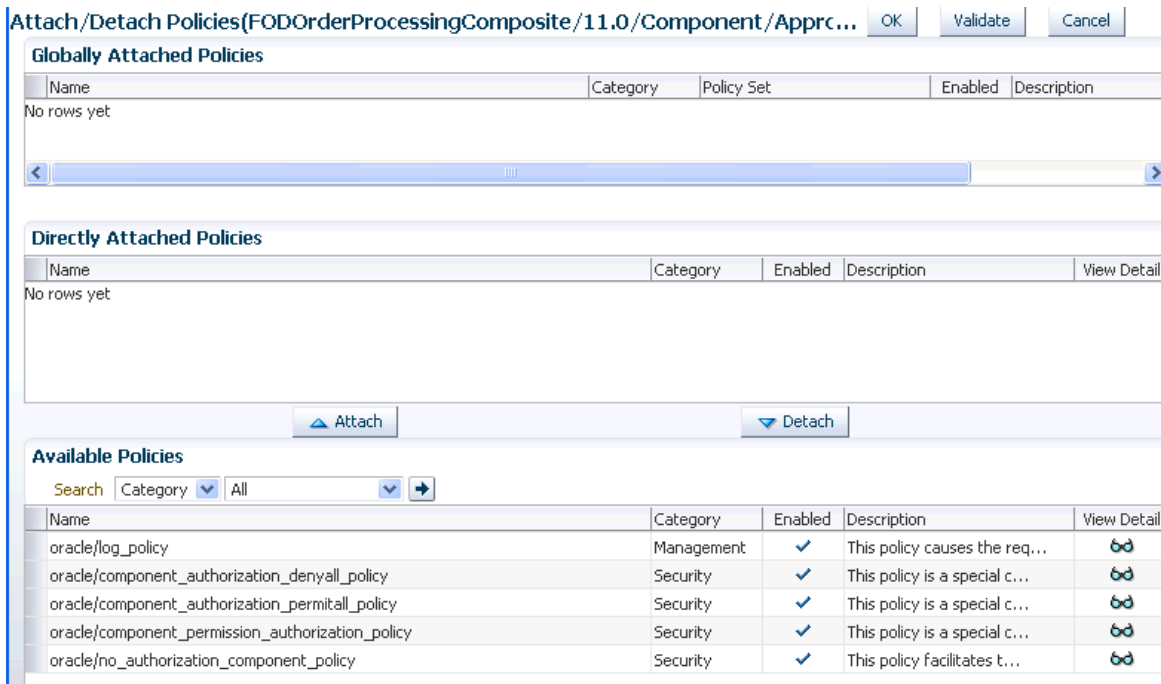 Attach/Detach Policies(FODOrderProcessingComposite/11.0/Component/Apprc... OK Validate Cancel
Globally Attached Policies
Name Category Policy Set Enabled Description
No rows yet
Directly Attached Policies
Name Category Enabled Description View Detail
No rows yet
Attach Detach
Available Policies
Search Category All
Name Category Enabled Description View Detail
oracle/log_policy Management This policy causes the req...
oracle/component_authorization_denyall_policy Security This policy is a special c...
oracle/component_authorization_permitall_policy Security This policy is a special c...
oracle/component_permission_authorization_policy Security This policy is a special c...
oracle/no_authorization_component_policy Security This policy facilitates t...